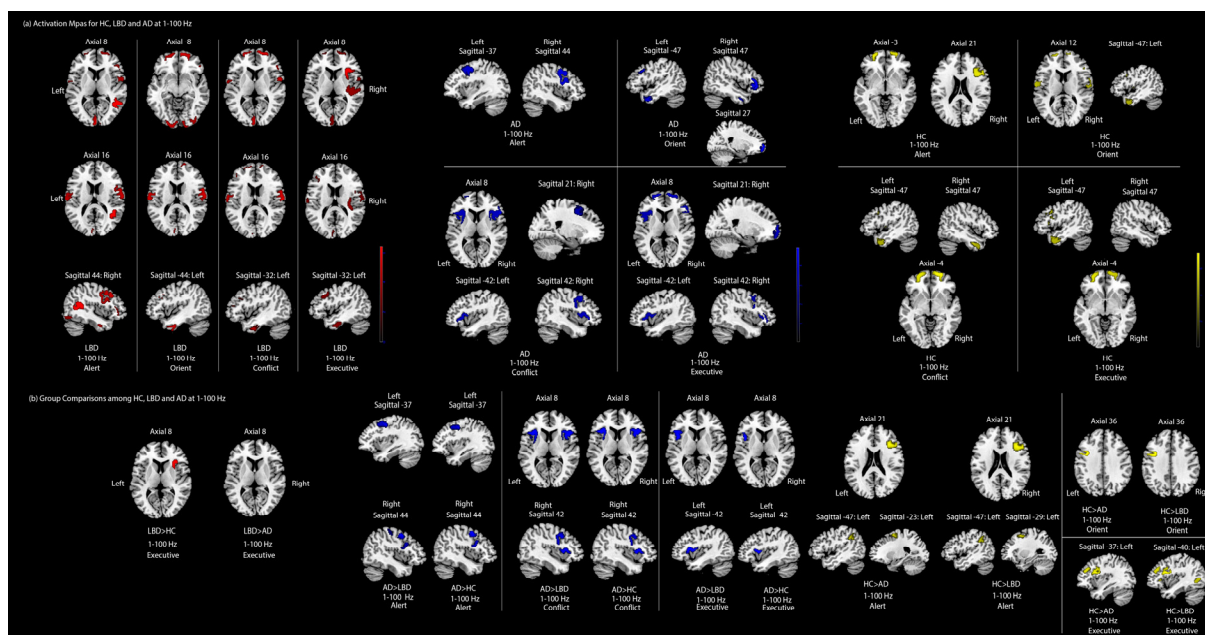 (a) Activation Mpas for HC, LBD and AD at 1-100 Hz
Axial 8
Axial 8
Axial 8
Axial 0
Left
Right
Axial 16
Axial 16
Axial 16
Axial 16
Left
Right
Sagittal 44: Right
Sagittal -44: Left
Sagittal -32: Left
Sagittal -32: Left
LBD
1-100 Hz
Alert
LBD
1-100 Hz
Orient
LBD
1-100 Hz
Conflict
LBD
1-100 Hz
Executive
Left
Sagittal -37
Right
Sagittal 44
AD
1-100 Hz
Alert
Left
Sagittal -47
Right
Sagittal 47
AD
1-100 Hz
Orient
Sagittal 27
Axial 8
Sagittal 21: Right
Left
Right
Sagittal -42: Left
Sagittal 42: Right
AD
1-100 Hz
Conflict
Axial 8
Sagittal 21: Right
Left
Right
Sagittal -42: Left
Sagittal 42: Right
AD
1-100 Hz
Executive
Axial -3
Axial 21
Left
Right
HC
1-100 Hz
Alert
Axial 12
Sagittal -47: Left
Left
Right
HC
1-100 Hz
Orient
Left
Sagittal -47
Right
Sagittal 47
Axial -4
Left
Right
HC
1-100 Hz
Conflict
Left
Sagittal -47
Right
Sagittal 47
Axial -4
Left
Right
HC
1-100 Hz
Executive
(b) Group Comparisons among HC, LBD and AD at 1-100Hz
Axial 8
Axial 8
Left
Right
LBD>HC
1-100 Hz
Executive
LBD>AD
1-100 Hz
Executive
Left
Sagittal -37
Left
Sagittal -37
Right
Sagittal 44
Right
Sagittal 44
AD>LBD
1-100 Hz
Alert
AD>HC
1-100 Hz
Alert
Axial 8
Axial 8
Left
Right
Right
Sagittal 42
Right
Sagittal 42
AD>LBD
1-100 Hz
Conflict
AD>HC
1-100 Hz
Conflict
Axial 8
Axial 8
Left
Right
Left
Sagittal -42
Left
Sagittal 42
AD>LBD
1-100 Hz
Executive
AD>HC
1-100 Hz
Executive
Axial 21
Axial 21
Left
Right
Sagittal -47: Left
Sagittal -23: Left
Sagittal -47: Left
Sagittal -29: Left
HC>AD
1-100 Hz
Alert
HC>LBD
1-100 Hz
Alert
Axial 36
Axial 36
Left
HC>AD
1-100 Hz
Orient
HC>LBD
1-100 Hz
Orient
Sagittal 37: Left
Sagital -40: Left
HC>AD
1-100 Hz
Executive
HC>LBD
1-100 Hz
Executive